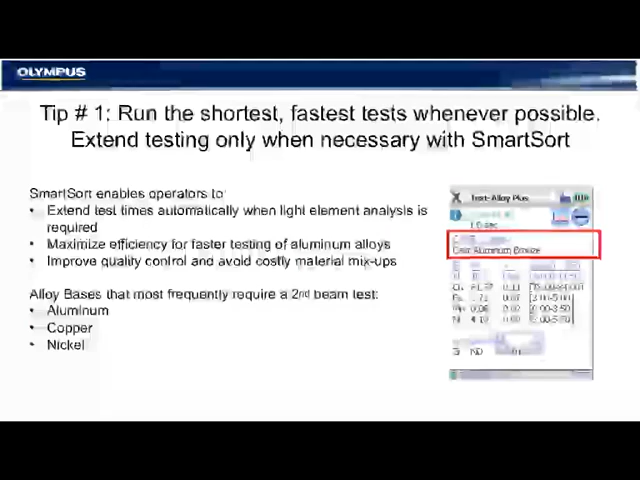 OLYMPUS
Tip # 1: Run the shortest, fastest tests whenever possible.
Extend testing only when necessary with SmartSort
SmartSort enables operators to:
• Extend test times automatically when light element analysis is
required
• Maximize efficiency for faster testing of aluminum alloys
• Improve quality control and avoid costly material mix-ups
Alloy Bases that most frequently require a 2nd beam test:
• Aluminum
• Copper
• Nickel
Test-Alloy Plus
Aluminum Bronze
ND